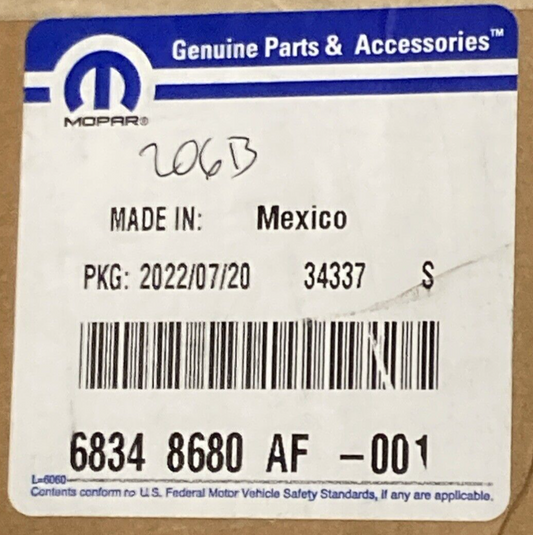 Genuine Parts & Accessories™
MOPAR®
206B
MADE IN: Mexico
PKG: 2022/07/20 34337 S
6834 8680 AF -001
L=6060
Contents conform to U.S. Federal Motor Vehicle Safety Standards, if any are applicable.